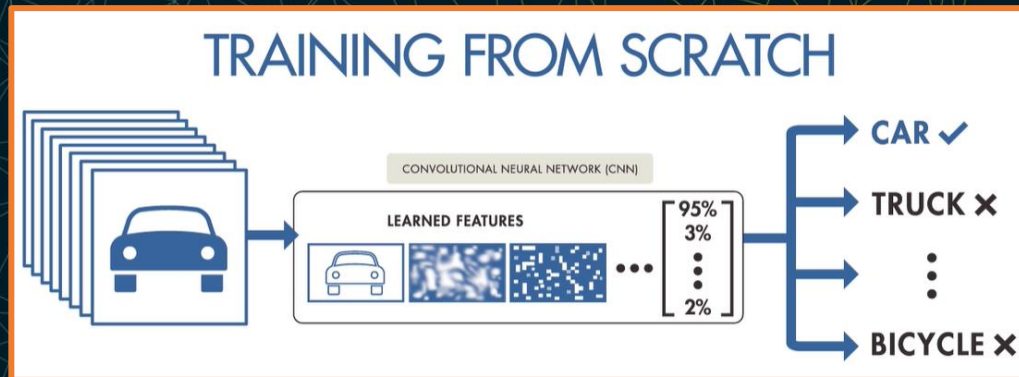 TRAINING FROM SCRATCH
CONVOLUTIONAL NEURAL NETWORK (CNN)
LEARNED FEATURES
95%
3%
2%
CAR ✓
TRUCK ✕
BICYCLE ✕